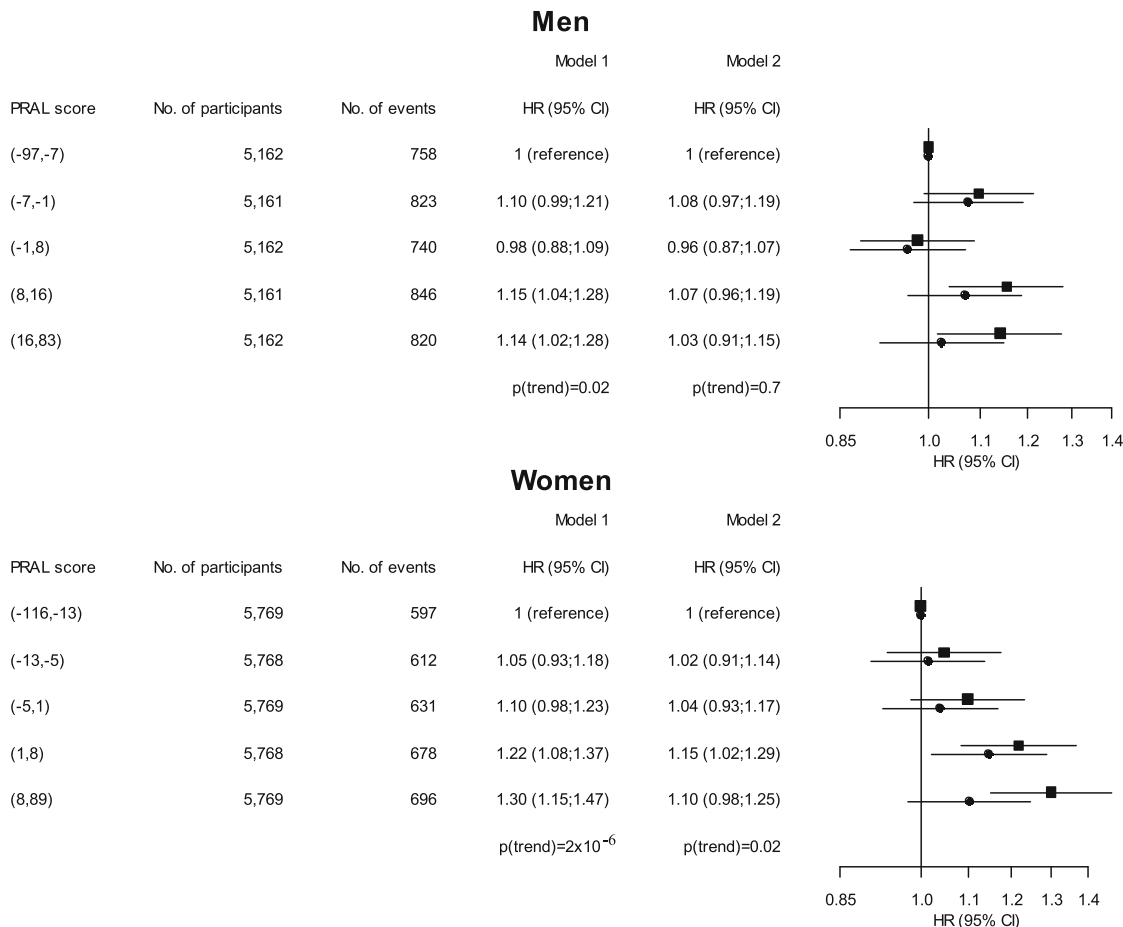 Men
Model 1 Model 2
PRAL score No. of participants No. of events HR (95% CI) HR (95% CI)
(-97,-7) 5,162 758 1 (reference) 1 (reference)
(-7,-1) 5,161 823 1.10 (0.99;1.21) 1.08 (0.97;1.19)
(-1,8) 5,162 740 0.98 (0.88;1.09) 0.96 (0.87;1.07)
(8,16) 5,161 846 1.15 (1.04;1.28) 1.07 (0.96;1.19)
(16,83) 5,162 820 1.14 (1.02;1.28) 1.03 (0.91;1.15)
p(trend)=0.02 p(trend)=0.7
0.85 1.0 1.1 1.2 1.3 1.4
HR (95% CI)
Women
Model 1 Model 2
PRAL score No. of participants No. of events HR (95% CI) HR (95% CI)
(-116,-13) 5,769 597 1 (reference) 1 (reference)
(-13,-5) 5,768 612 1.05 (0.93;1.18) 1.02 (0.91;1.14)
(-5,1) 5,769 631 1.10 (0.98;1.23) 1.04 (0.93;1.17)
(1,8) 5,768 678 1.22 (1.08;1.37) 1.15 (1.02;1.29)
(8,89) 5,769 696 1.30 (1.15;1.47) 1.10 (0.98;1.25)
p(trend)=2x10⁻⁶ p(trend)=0.02
0.85 1.0 1.1 1.2 1.3 1.4
HR (95% CI)